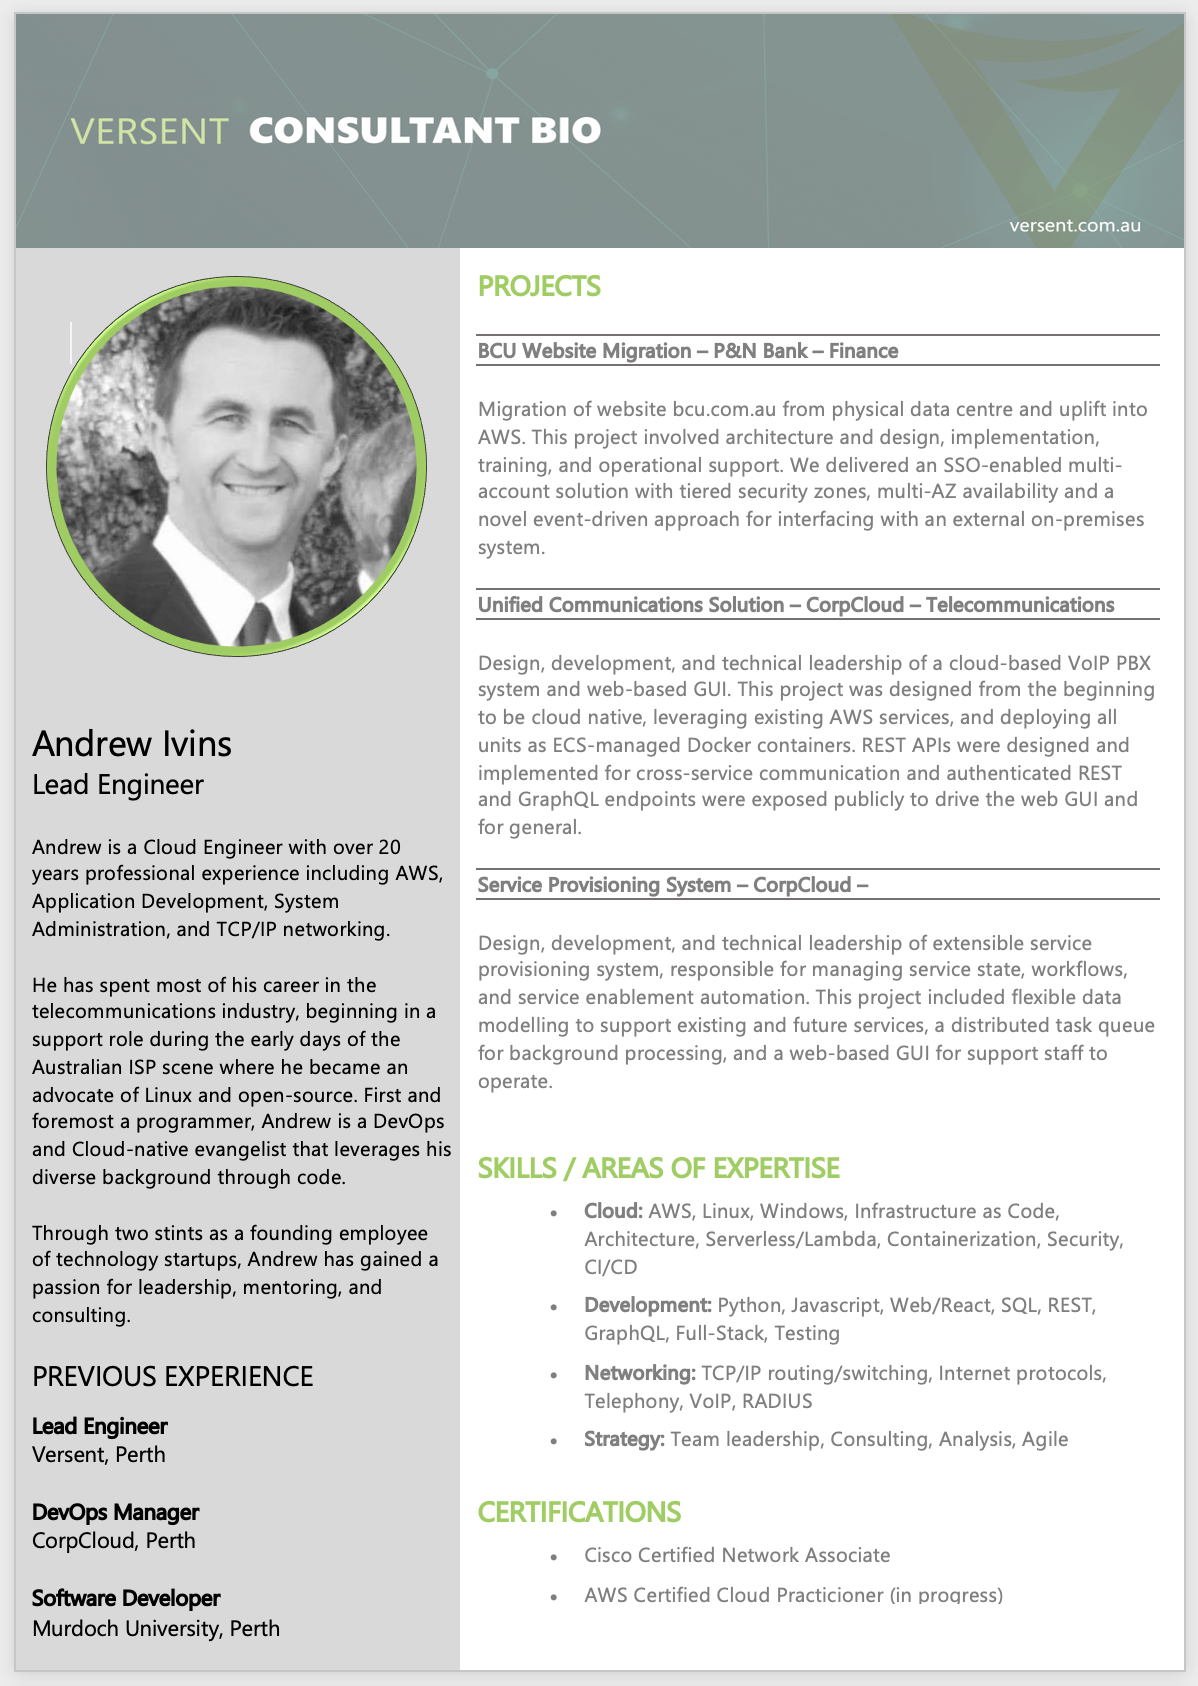 VERSENT CONSULTANT BIO
versent.com.au
Andrew Ivins
Lead Engineer
Andrew is a Cloud Engineer with over 20
years professional experience including AWS,
Application Development, System
Administration, and TCP/IP networking.
He has spent most of his career in the
telecommunications industry, beginning in a
support role during the early days of the
Australian ISP scene where he became an
advocate of Linux and open-source. First and
foremost a programmer, Andrew is a DevOps
and Cloud-native evangelist that leverages his
diverse background through code.
Through two stints as a founding employee
of technology startups, Andrew has gained a
passion for leadership, mentoring, and
consulting.
PREVIOUS EXPERIENCE
Lead Engineer
Versent, Perth
DevOps Manager
CorpCloud, Perth
Software Developer
Murdoch University, Perth
PROJECTS
BCU Website Migration – P&N Bank – Finance
Migration of website bcu.com.au from physical data centre and uplift into
AWS. This project involved architecture and design, implementation,
training, and operational support. We delivered an SSO-enabled multi-
account solution with tiered security zones, multi-AZ availability and a
novel event-driven approach for interfacing with an external on-premises
system.
Unified Communications Solution – CorpCloud – Telecommunications
Design, development, and technical leadership of a cloud-based VoIP PBX
system and web-based GUI. This project was designed from the beginning
to be cloud native, leveraging existing AWS services, and deploying all
units as ECS-managed Docker containers. REST APIs were designed and
implemented for cross-service communication and authenticated REST
and GraphQL endpoints were exposed publicly to drive the web GUI and
for general.
Service Provisioning System – CorpCloud –
Design, development, and technical leadership of extensible service
provisioning system, responsible for managing service state, workflows,
and service enablement automation. This project included flexible data
modelling to support existing and future services, a distributed task queue
for background processing, and a web-based GUI for support staff to
operate.
SKILLS / AREAS OF EXPERTISE
• Cloud: AWS, Linux, Windows, Infrastructure as Code,
Architecture, Serverless/Lambda, Containerization, Security,
CI/CD
• Development: Python, Javascript, Web/React, SQL, REST,
GraphQL, Full-Stack, Testing
• Networking: TCP/IP routing/switching, Internet protocols,
Telephony, VoIP, RADIUS
• Strategy: Team leadership, Consulting, Analysis, Agile
CERTIFICATIONS
• Cisco Certified Network Associate
• AWS Certified Cloud Practicioner (in progress)